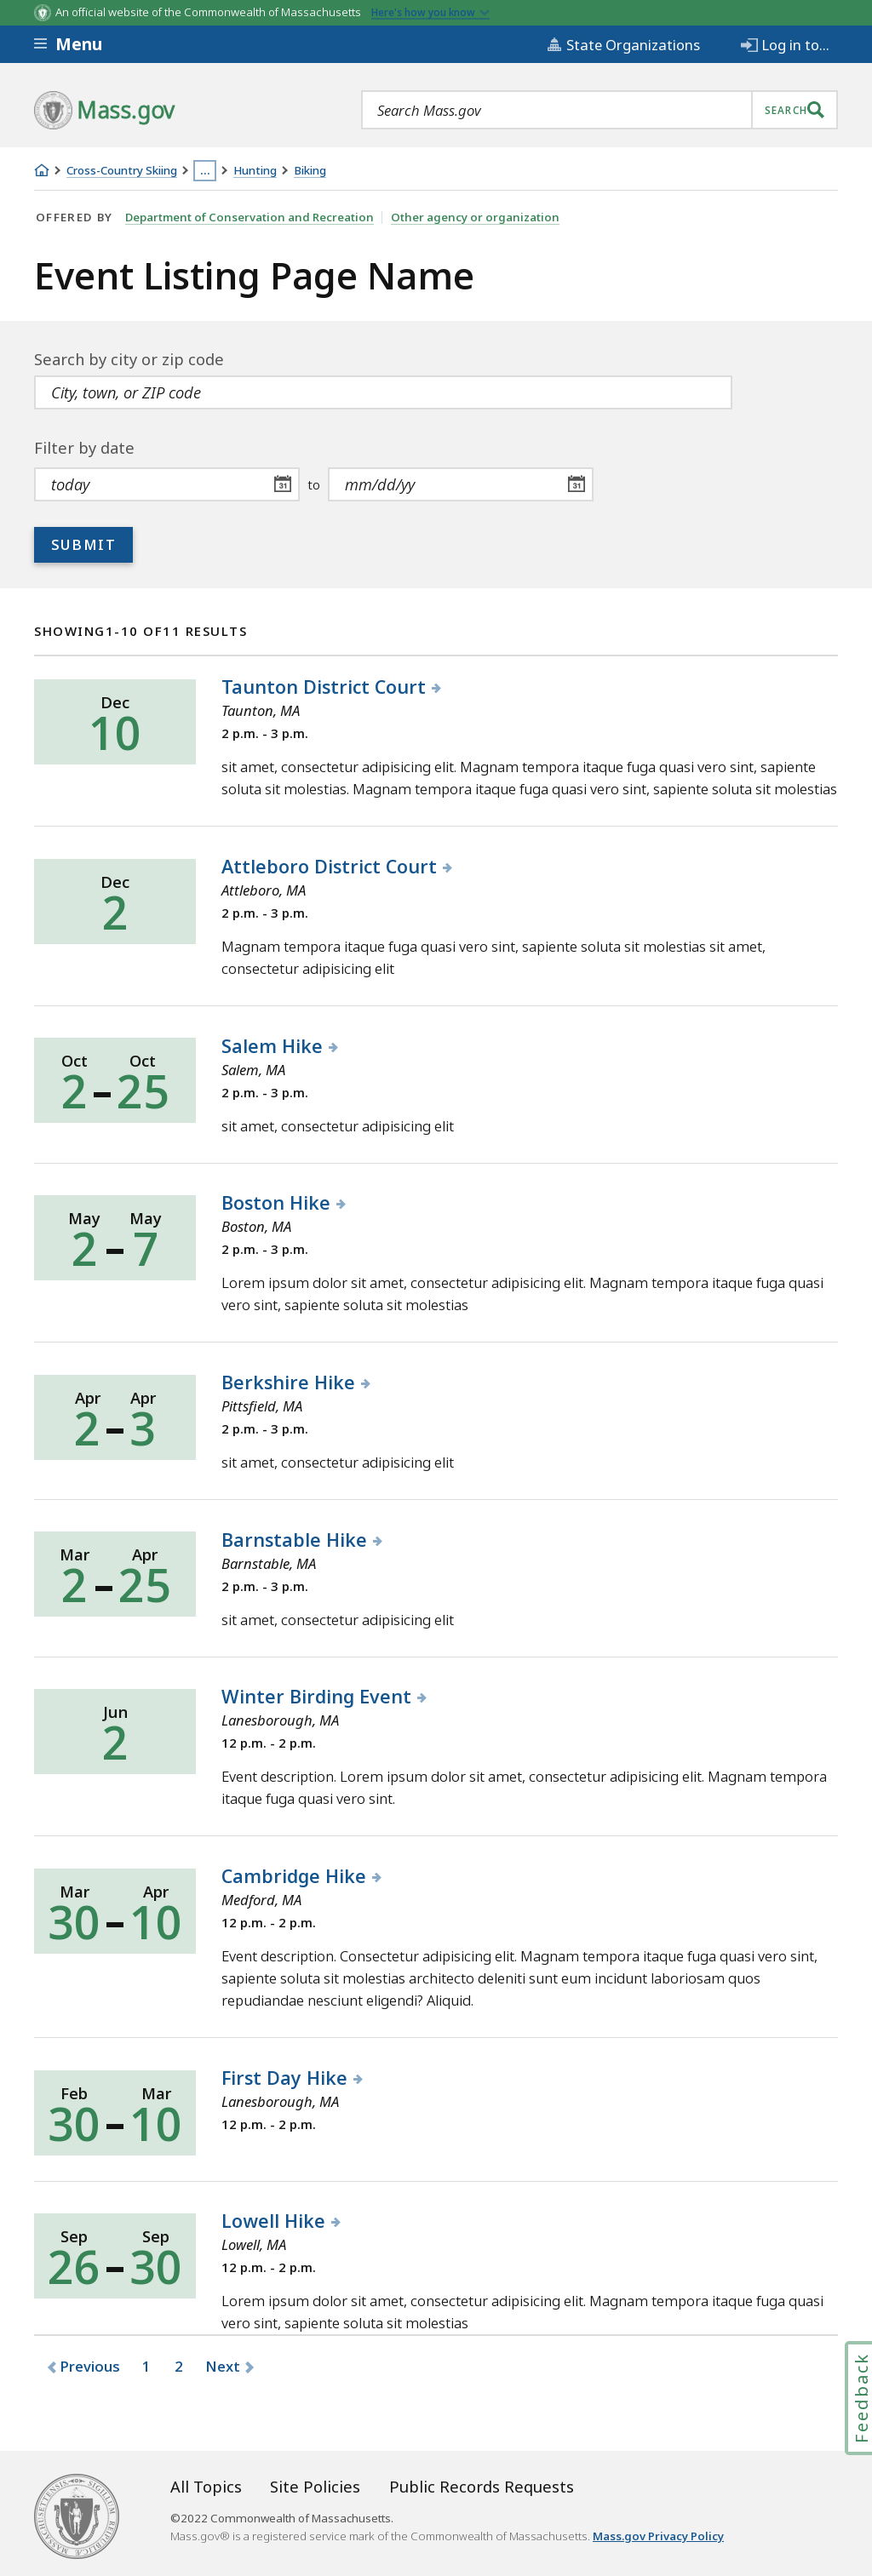 An official website of the Commonwealth of Massachusetts Here's how you know
Menu State Organizations Log in to...
Mass.gov Search Mass.gov SEARCH
Cross-Country Skiing ... Hunting Biking
OFFERED BY Department of Conservation and Recreation Other agency or organization
Event Listing Page Name
Search by city or zip code
City, town, or ZIP code
Filter by date
today 31 to mm/dd/yy 31
SUBMIT
SHOWING1-10 OF11 RESULTS
Dec
10
Taunton District Court
Taunton, MA
2 p.m. - 3 p.m.
sit amet, consectetur adipisicing elit. Magnam tempora itaque fuga quasi vero sint, sapiente
soluta sit molestias. Magnam tempora itaque fuga quasi vero sint, sapiente soluta sit molestias
Dec
2
Attleboro District Court
Attleboro, MA
2 p.m. - 3 p.m.
Magnam tempora itaque fuga quasi vero sint, sapiente soluta sit molestias sit amet,
consectetur adipisicing elit
Oct Oct
2 – 25
Salem Hike
Salem, MA
2 p.m. - 3 p.m.
sit amet, consectetur adipisicing elit
May May
2 – 7
Boston Hike
Boston, MA
2 p.m. - 3 p.m.
Lorem ipsum dolor sit amet, consectetur adipisicing elit. Magnam tempora itaque fuga quasi
vero sint, sapiente soluta sit molestias
Apr Apr
2 – 3
Berkshire Hike
Pittsfield, MA
2 p.m. - 3 p.m.
sit amet, consectetur adipisicing elit
Mar Apr
2 – 25
Barnstable Hike
Barnstable, MA
2 p.m. - 3 p.m.
sit amet, consectetur adipisicing elit
Jun
2
Winter Birding Event
Lanesborough, MA
12 p.m. - 2 p.m.
Event description. Lorem ipsum dolor sit amet, consectetur adipisicing elit. Magnam tempora
itaque fuga quasi vero sint.
Mar Apr
30 – 10
Cambridge Hike
Medford, MA
12 p.m. - 2 p.m.
Event description. Consectetur adipisicing elit. Magnam tempora itaque fuga quasi vero sint,
sapiente soluta sit molestias architecto deleniti sunt eum incidunt laboriosam quos
repudiandae nesciunt eligendi? Aliquid.
Feb Mar
30 – 10
First Day Hike
Lanesborough, MA
12 p.m. - 2 p.m.
Sep Sep
26 – 30
Lowell Hike
Lowell, MA
12 p.m. - 2 p.m.
Lorem ipsum dolor sit amet, consectetur adipisicing elit. Magnam tempora itaque fuga quasi
vero sint, sapiente soluta sit molestias
Previous 1 2 Next
Feedback
All Topics Site Policies Public Records Requests
©2022 Commonwealth of Massachusetts.
Mass.gov® is a registered service mark of the Commonwealth of Massachusetts. Mass.gov Privacy Policy